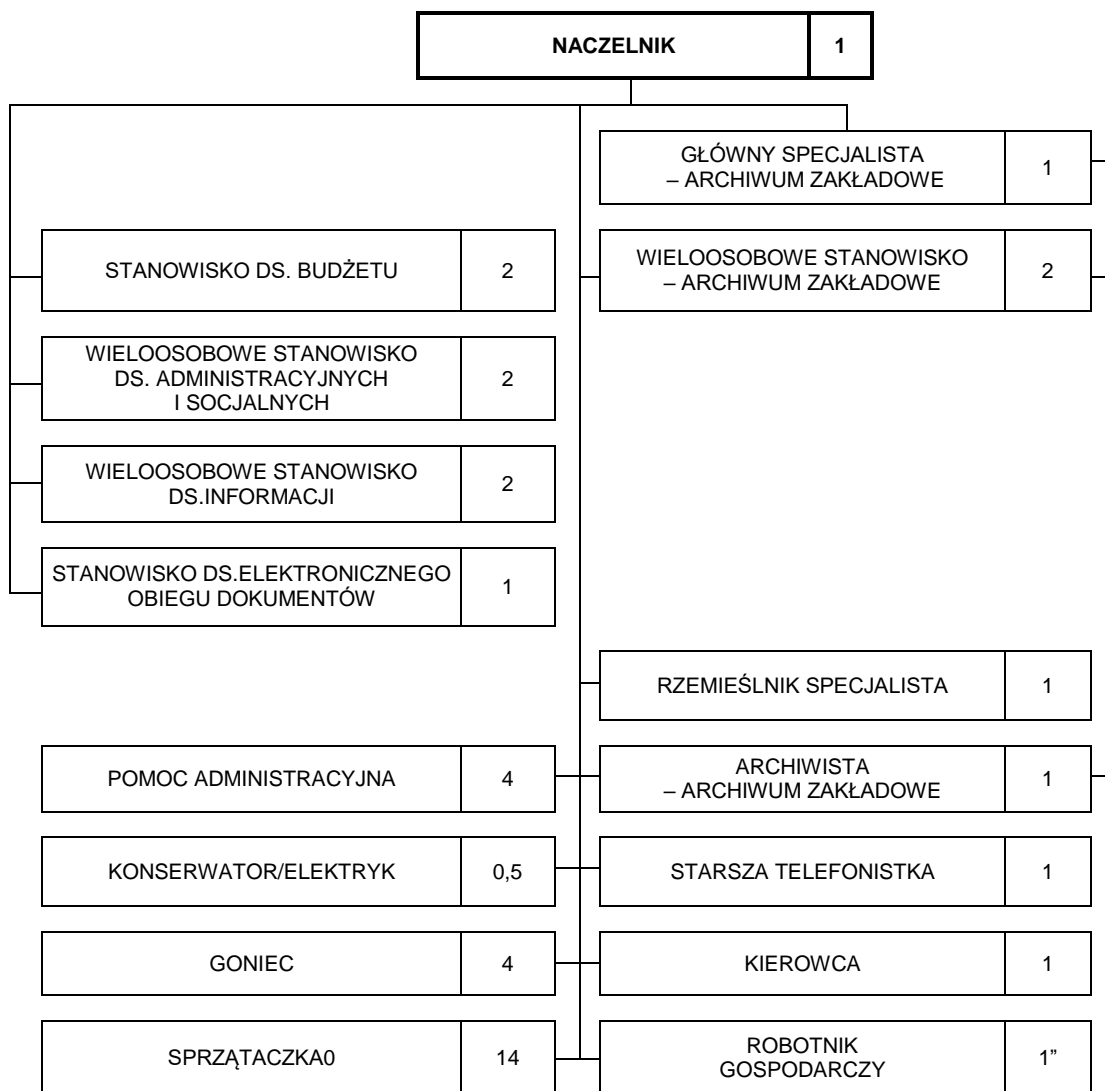 NACZELNIK 1
GŁÓWNY SPECJALISTA
– ARCHIWUM ZAKŁADOWE 1
STANOWISKO DS. BUDŻETU 2
WIELOOSOBOWE STANOWISKO
– ARCHIWUM ZAKŁADOWE 2
WIELOOSOBOWE STANOWISKO
DS. ADMINISTRACYJNYCH
I SOCJALNYCH 2
WIELOOSOBOWE STANOWISKO
DS.INFORMACJI 2
STANOWISKO DS.ELEKTRONICZNEGO
OBIEGU DOKUMENTÓW 1
RZEMIEŚLNIK SPECJALISTA 1
POMOC ADMINISTRACYJNA 4
ARCHIWISTA
– ARCHIWUM ZAKŁADOWE 1
KONSERWATOR/ELEKTRYK 0,5
STARSZA TELEFONISTKA 1
GONIEC 4
KIEROWCA 1
SPRZĄTACZKA0 14
ROBOTNIK
GOSPODARCZY 1”